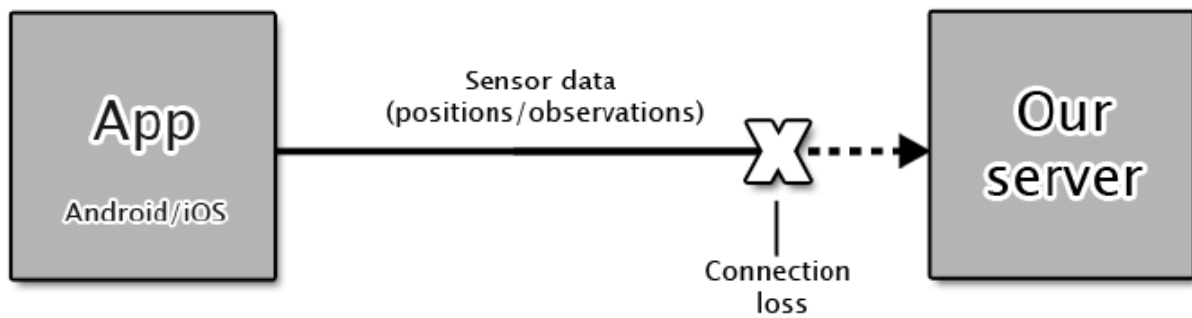 App
Android/iOS
Sensor data
(positions/observations)
Connection
loss
Our
server